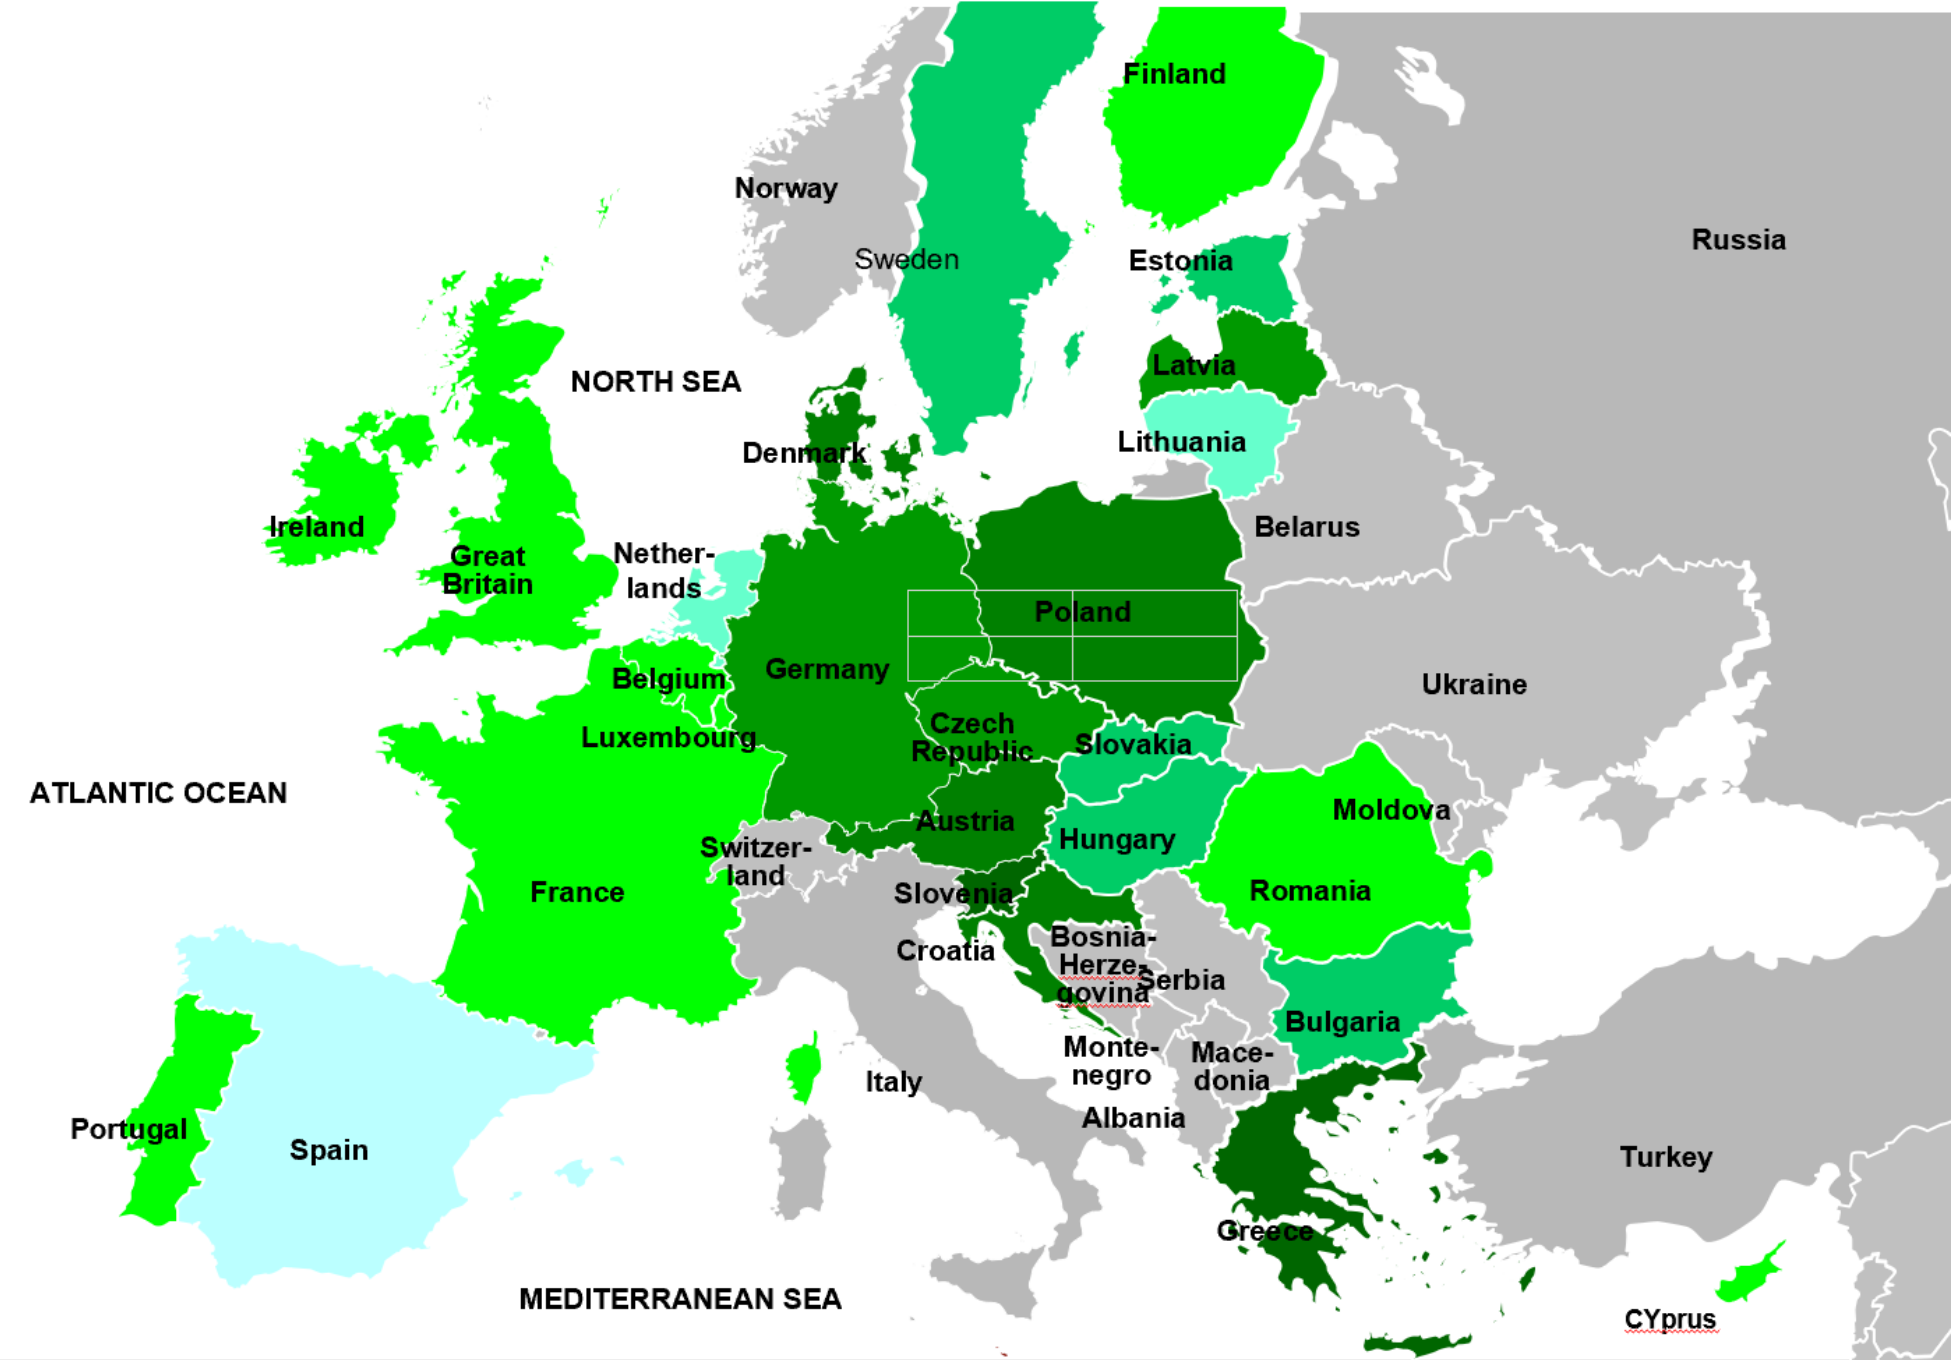 Finland
Norway
Russia
Sweden
Estonia
Latvia
NORTH SEA
Denmark
Lithuania
Ireland
Great
Britain
Nether-
lands
Belarus
Poland
Germany
Belgium
Ukraine
Luxembourg
Czech
Republic
Slovakia
ATLANTIC OCEAN
Moldova
Austria
Hungary
Switzer-
land
France
Slovenia
Romania
Croatia
Bosnia-
Herze-
govina
Serbia
Bulgaria
Monte-
negro
Mace-
donia
Italy
Albania
Portugal
Spain
Turkey
Greece
MEDITERRANEAN SEA
CYprus